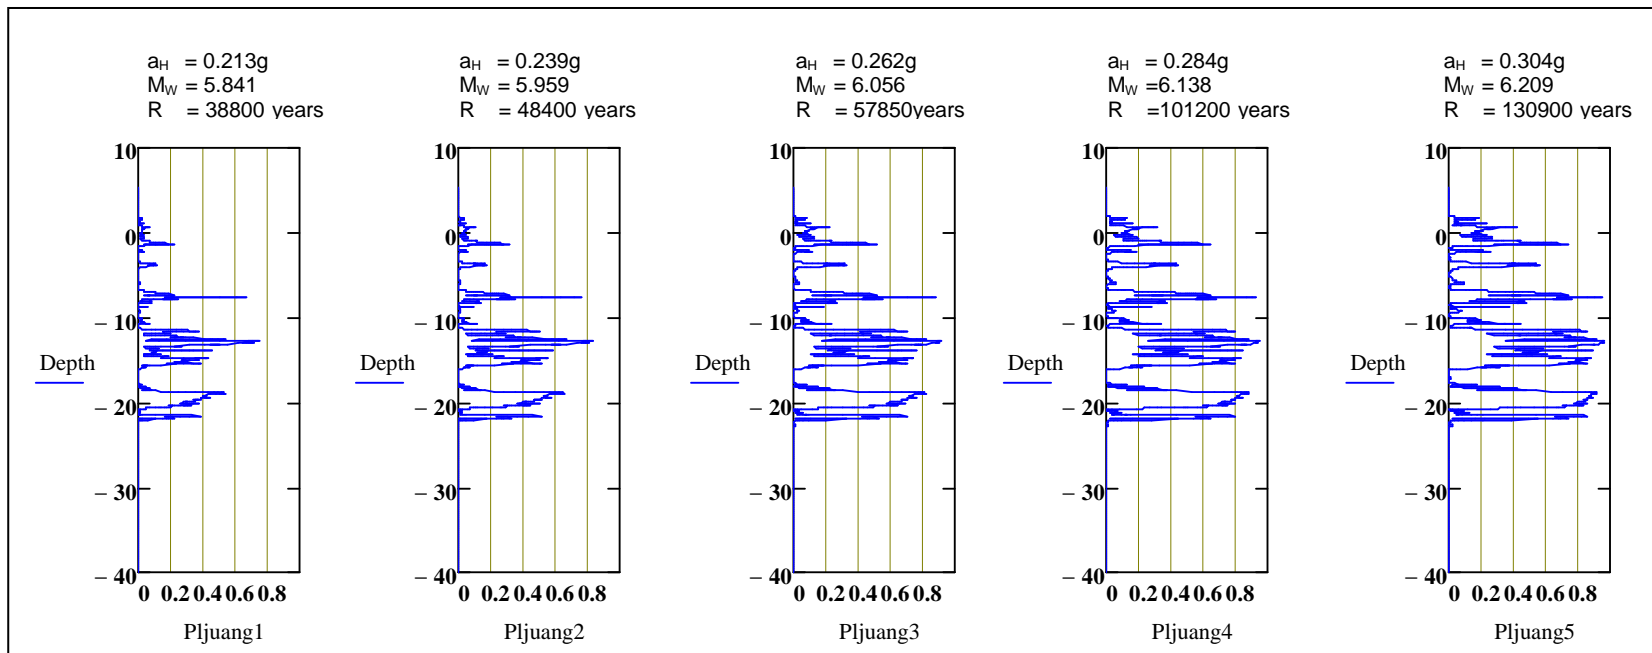 aH = 0.213g
MW = 5.841
R = 38800 years
10
0
– 10
– 20
– 30
– 40
Depth
0 0.2 0.4 0.6 0.8
Pljuang1
aH = 0.239g
MW = 5.959
R = 48400 years
10
0
– 10
– 20
– 30
– 40
Depth
0 0.2 0.4 0.6 0.8
Pljuang2
aH = 0.262g
MW = 6.056
R = 57850years
10
0
– 10
– 20
– 30
– 40
Depth
0 0.2 0.4 0.6 0.8
Pljuang3
aH = 0.284g
MW =6.138
R =101200 years
10
0
– 10
– 20
– 30
– 40
Depth
0 0.2 0.4 0.6 0.8
Pljuang4
aH = 0.304g
MW = 6.209
R = 130900 years
10
0
– 10
– 20
– 30
– 40
Depth
0 0.2 0.4 0.6 0.8
Pljuang5